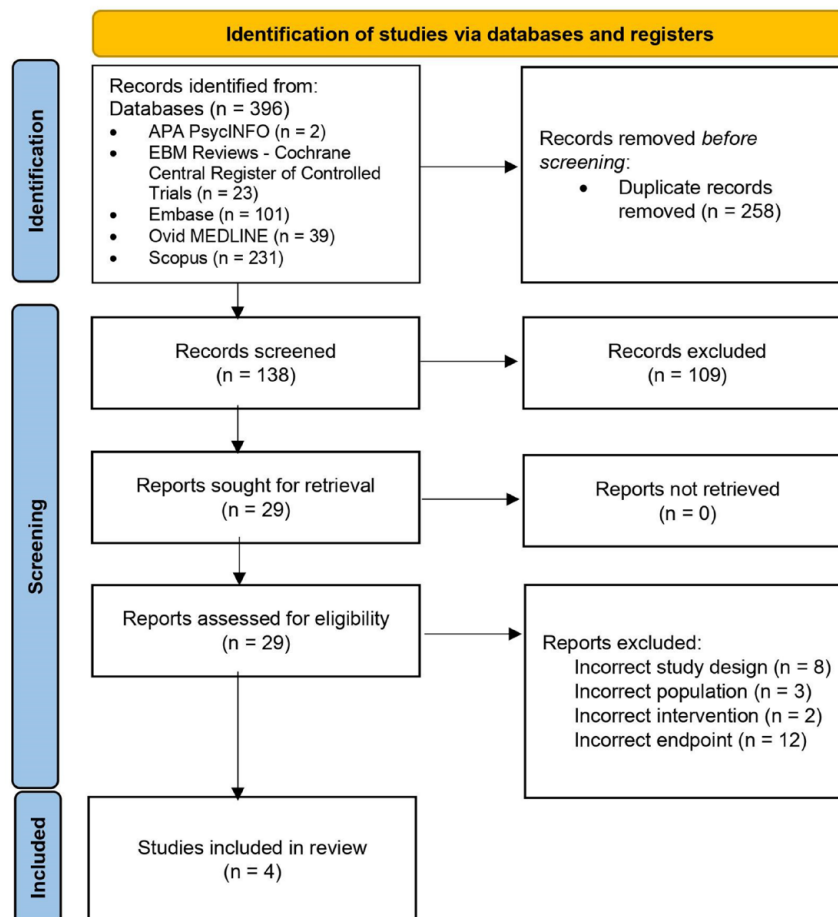 Identification of studies via databases and registers
Identification
Records identified from:
Databases (n = 396)
• APA PsycINFO (n = 2)
• EBM Reviews - Cochrane
Central Register of Controlled
Trials (n = 23)
• Embase (n = 101)
• Ovid MEDLINE (n = 39)
• Scopus (n = 231)
Records removed before
screening:
• Duplicate records
removed (n = 258)
Screening
Records screened
(n = 138)
Records excluded
(n = 109)
Reports sought for retrieval
(n = 29)
Reports not retrieved
(n = 0)
Reports assessed for eligibility
(n = 29)
Reports excluded:
Incorrect study design (n = 8)
Incorrect population (n = 3)
Incorrect intervention (n = 2)
Incorrect endpoint (n = 12)
Included
Studies included in review
(n = 4)